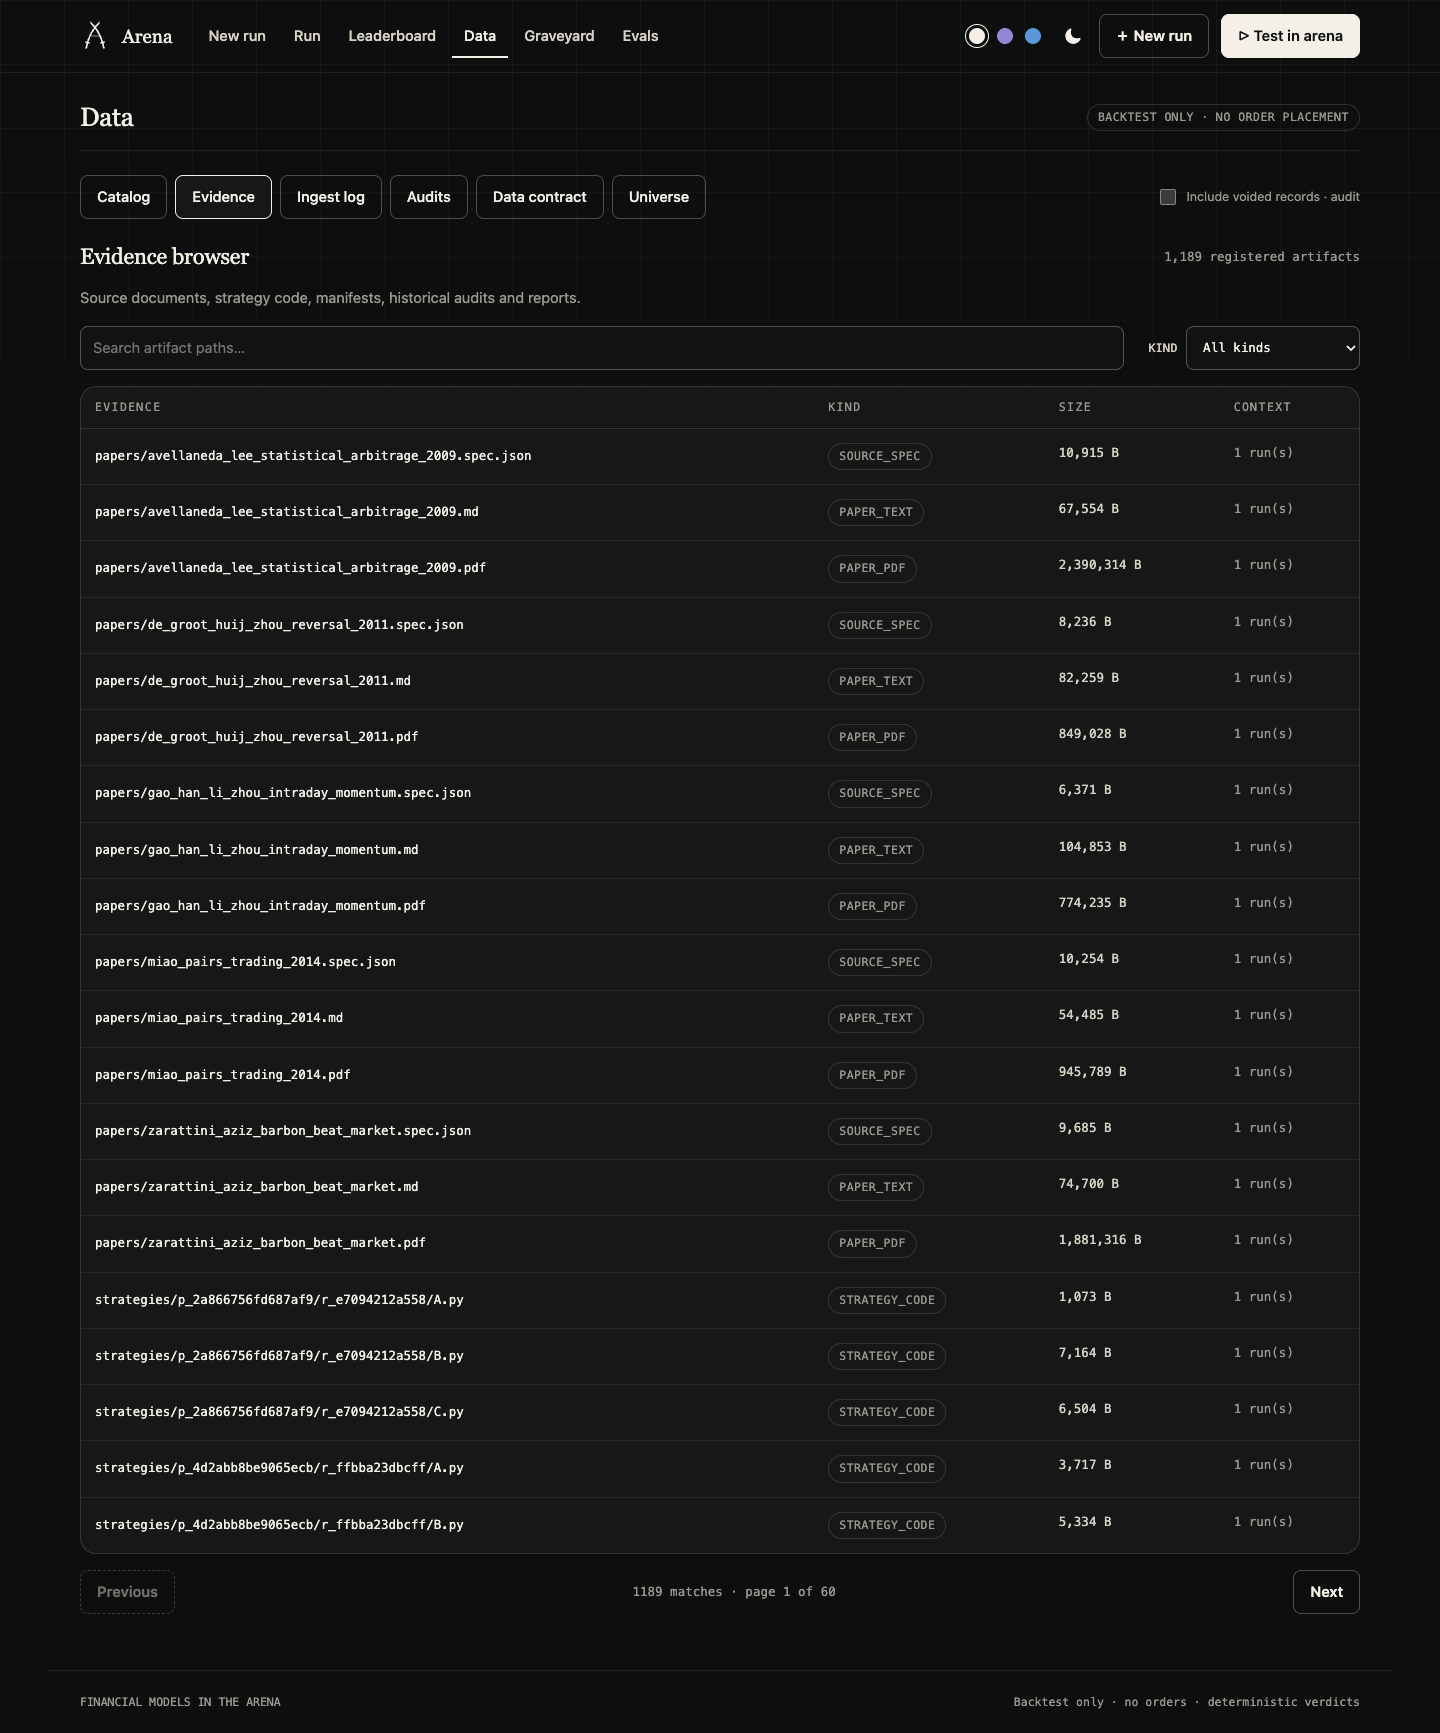 Arena New run Run Leaderboard Data Graveyard Evals + New run Test in arena
Data BACKTEST ONLY · NO ORDER PLACEMENT
Catalog Evidence Ingest log Audits Data contract Universe Include voided records · audit
Evidence browser 1,189 registered artifacts
Source documents, strategy code, manifests, historical audits and reports.
Search artifact paths... KIND All kinds
EVIDENCE KIND SIZE CONTEXT
papers/avellaneda_lee_statistical_arbitrage_2009.spec.json SOURCE_SPEC 10,915 B 1 run(s)
papers/avellaneda_lee_statistical_arbitrage_2009.md PAPER_TEXT 67,554 B 1 run(s)
papers/avellaneda_lee_statistical_arbitrage_2009.pdf PAPER_PDF 2,390,314 B 1 run(s)
papers/de_groot_huij_zhou_reversal_2011.spec.json SOURCE_SPEC 8,236 B 1 run(s)
papers/de_groot_huij_zhou_reversal_2011.md PAPER_TEXT 82,259 B 1 run(s)
papers/de_groot_huij_zhou_reversal_2011.pdf PAPER_PDF 849,028 B 1 run(s)
papers/gao_han_li_zhou_intraday_momentum.spec.json SOURCE_SPEC 6,371 B 1 run(s)
papers/gao_han_li_zhou_intraday_momentum.md PAPER_TEXT 104,853 B 1 run(s)
papers/gao_han_li_zhou_intraday_momentum.pdf PAPER_PDF 774,235 B 1 run(s)
papers/miao_pairs_trading_2014.spec.json SOURCE_SPEC 10,254 B 1 run(s)
papers/miao_pairs_trading_2014.md PAPER_TEXT 54,485 B 1 run(s)
papers/miao_pairs_trading_2014.pdf PAPER_PDF 945,789 B 1 run(s)
papers/zarattini_aziz_barbon_beat_market.spec.json SOURCE_SPEC 9,685 B 1 run(s)
papers/zarattini_aziz_barbon_beat_market.md PAPER_TEXT 74,700 B 1 run(s)
papers/zarattini_aziz_barbon_beat_market.pdf PAPER_PDF 1,881,316 B 1 run(s)
strategies/p_2a866756fd687af9/r_e7094212a558/A.py STRATEGY_CODE 1,073 B 1 run(s)
strategies/p_2a866756fd687af9/r_e7094212a558/B.py STRATEGY_CODE 7,164 B 1 run(s)
strategies/p_2a866756fd687af9/r_e7094212a558/C.py STRATEGY_CODE 6,504 B 1 run(s)
strategies/p_4d2abb8be9065ecb/r_ffbba23dbcff/A.py STRATEGY_CODE 3,717 B 1 run(s)
strategies/p_4d2abb8be9065ecb/r_ffbba23dbcff/B.py STRATEGY_CODE 5,334 B 1 run(s)
Previous 1189 matches · page 1 of 60 Next
FINANCIAL MODELS IN THE ARENA Backtest only · no orders · deterministic verdicts